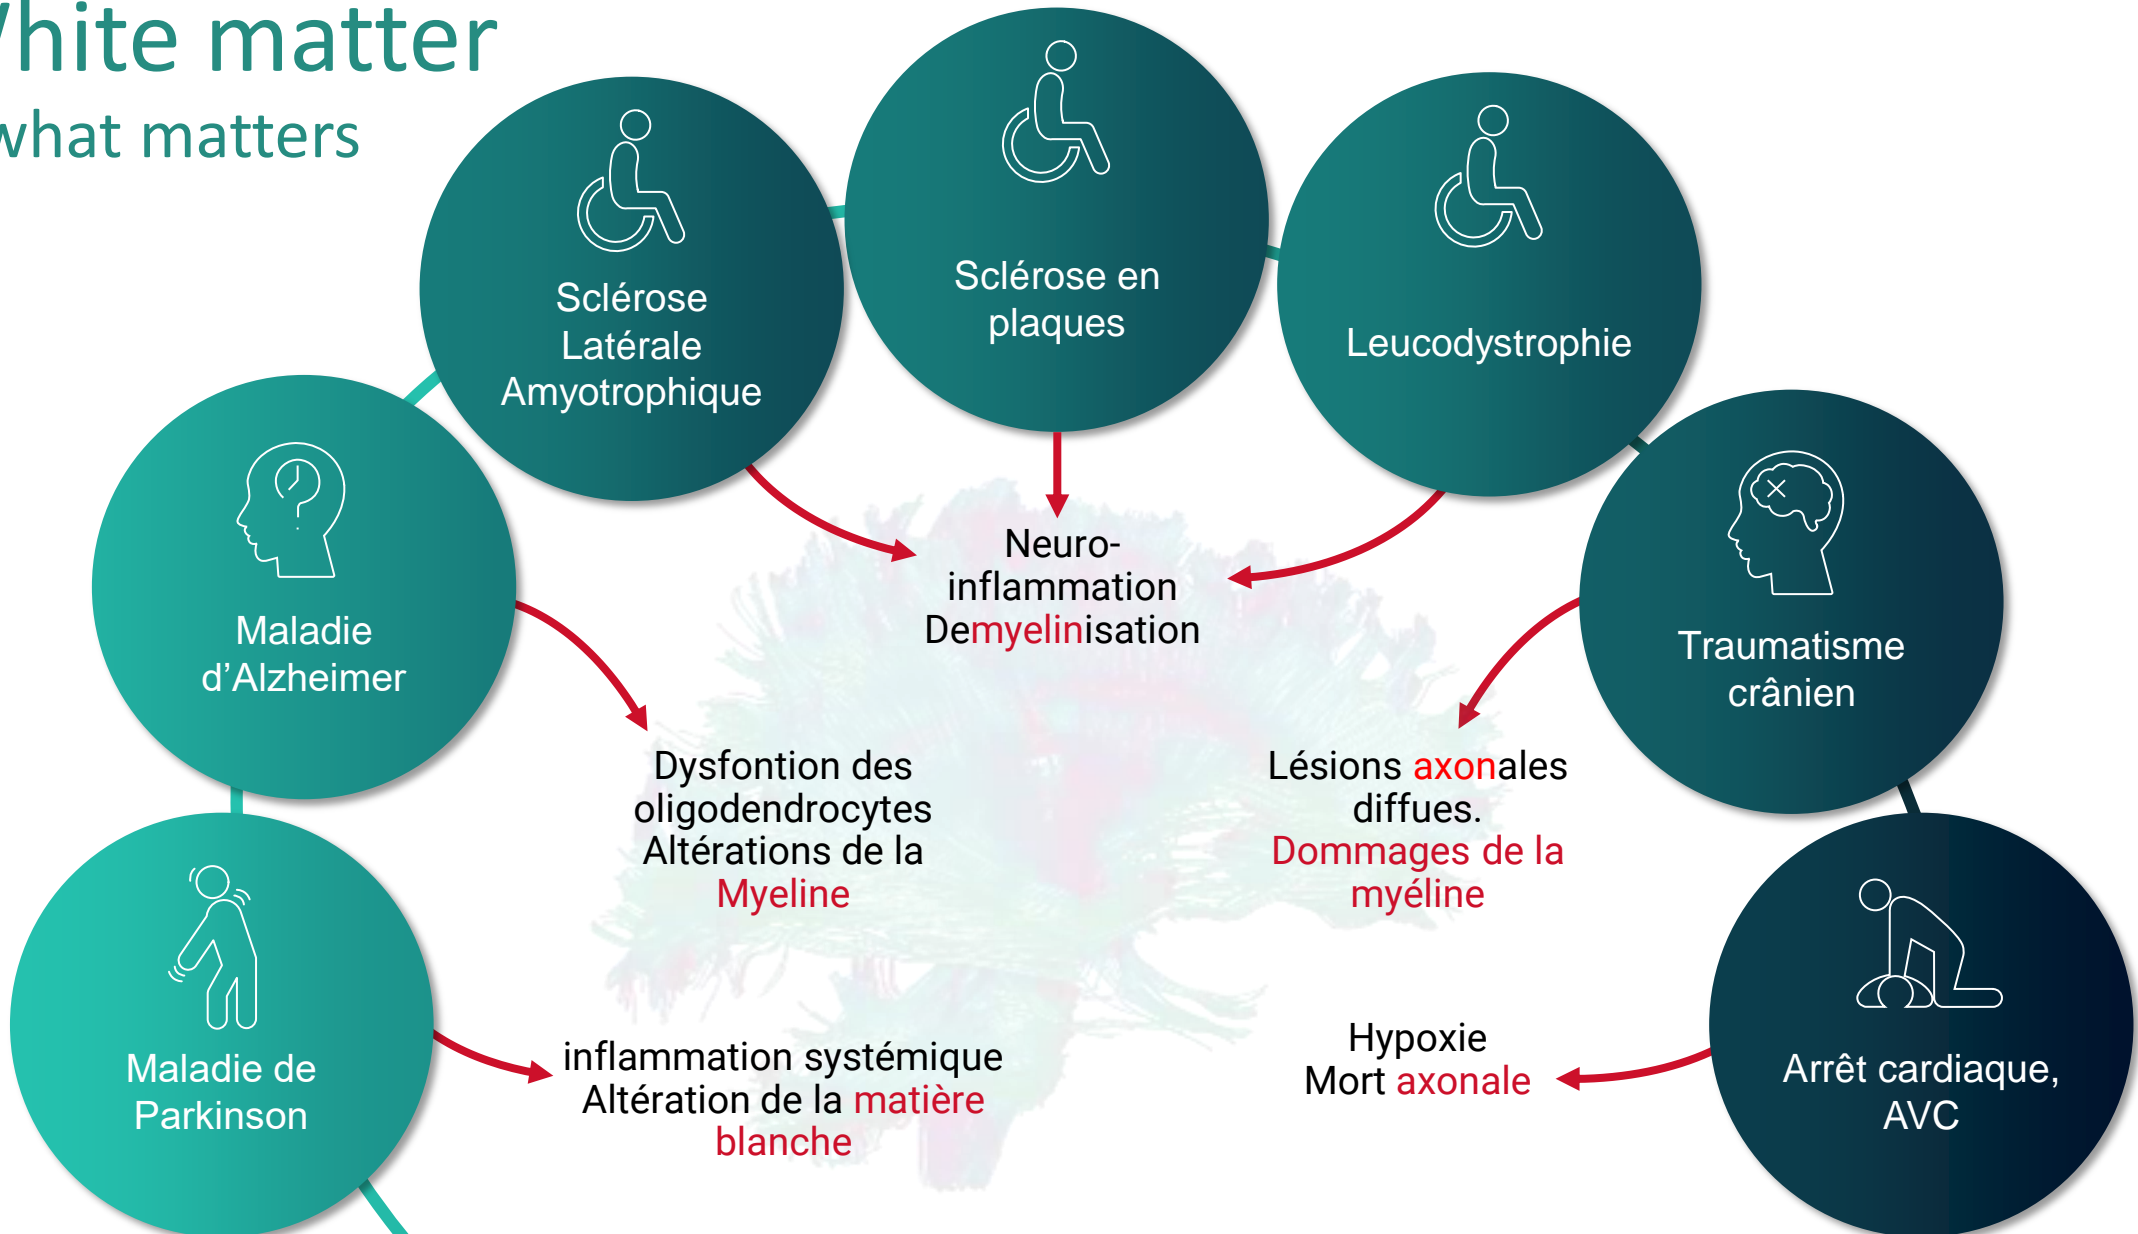 hite matter
what matters
Sclérose
Latérale
Amyotrophique
Sclérose en
plaques
Leucodystrophie
Maladie
d’Alzheimer
Traumatisme
crânien
Neuro-
inflammation
Demyelinisation
Dysfontion des
oligodendrocytes
Altérations de la
Myeline
Lésions axonales
diffues.
Dommages de la
myéline
Maladie de
Parkinson
inflammation systémique
Altération de la matière
blanche
Hypoxie
Mort axonale
Arrêt cardiaque,
AVC